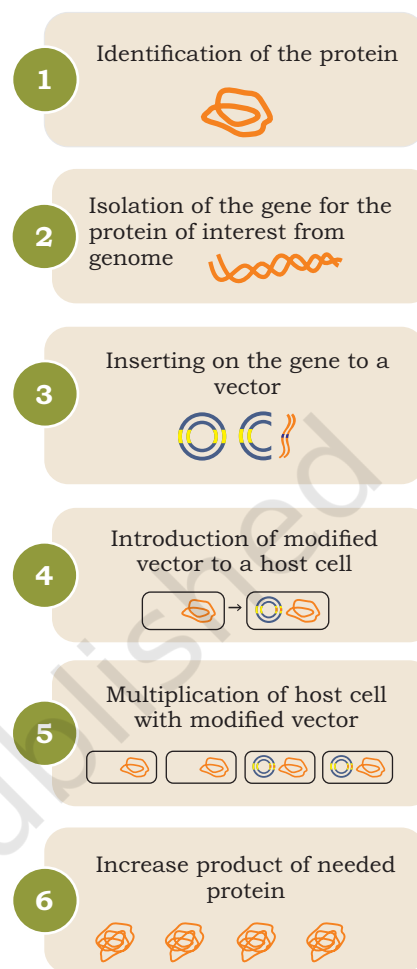 1
Identification of the protein
2
Isolation of the gene for the
protein of interest from
genome
3
Inserting on the gene to a
vector
4
Introduction of modified
vector to a host cell
5
Multiplication of host cell
with modified vector
6
Increase product of needed
protein